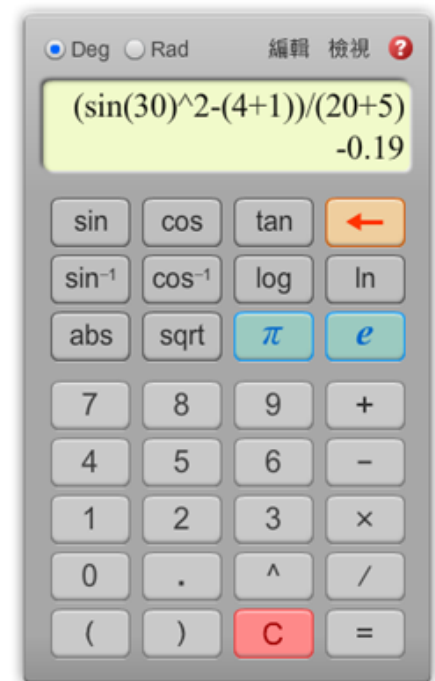 Deg Rad 編輯 檢視 ?
(sin(30)^2-(4+1))/(20+5)
-0.19
sin cos tan ←
sin⁻¹ cos⁻¹ log ln
abs sqrt π e
7 8 9 +
4 5 6 −
1 2 3 ×
0 . ^ /
( ) C =